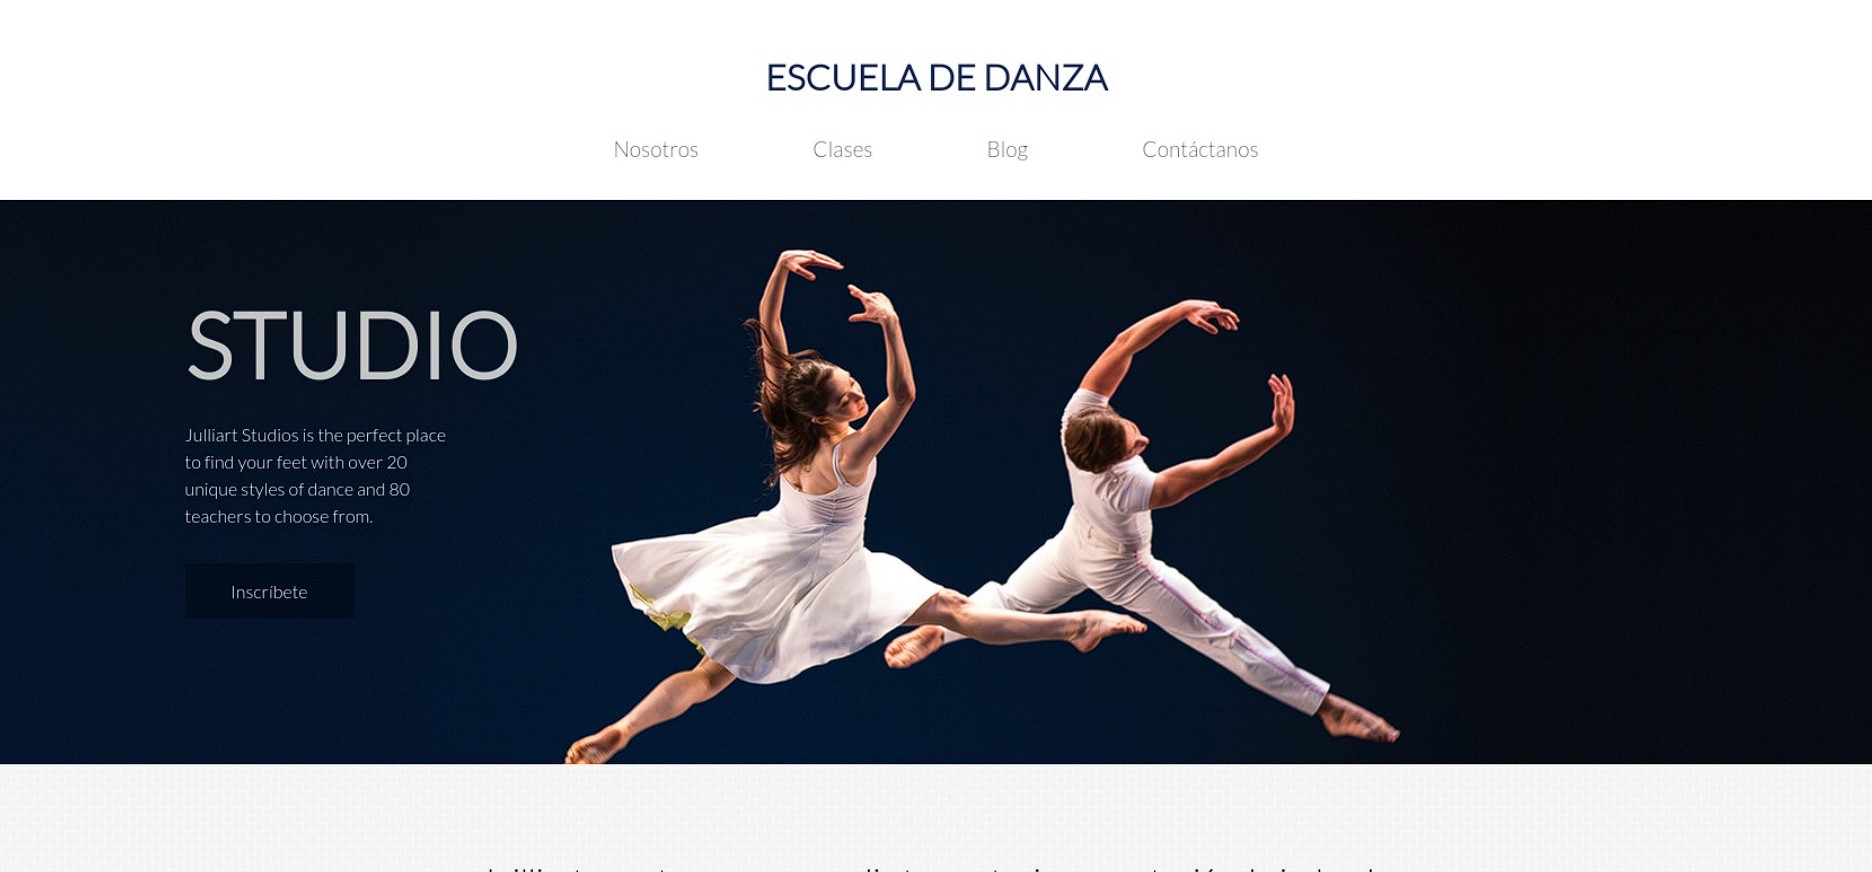 ESCUELA DE DANZA
Nosotros Clases Blog Contáctanos
STUDIO
Julliart Studios is the perfect place
to find your feet with over 20
unique styles of dance and 80
teachers to choose from.
Inscríbete